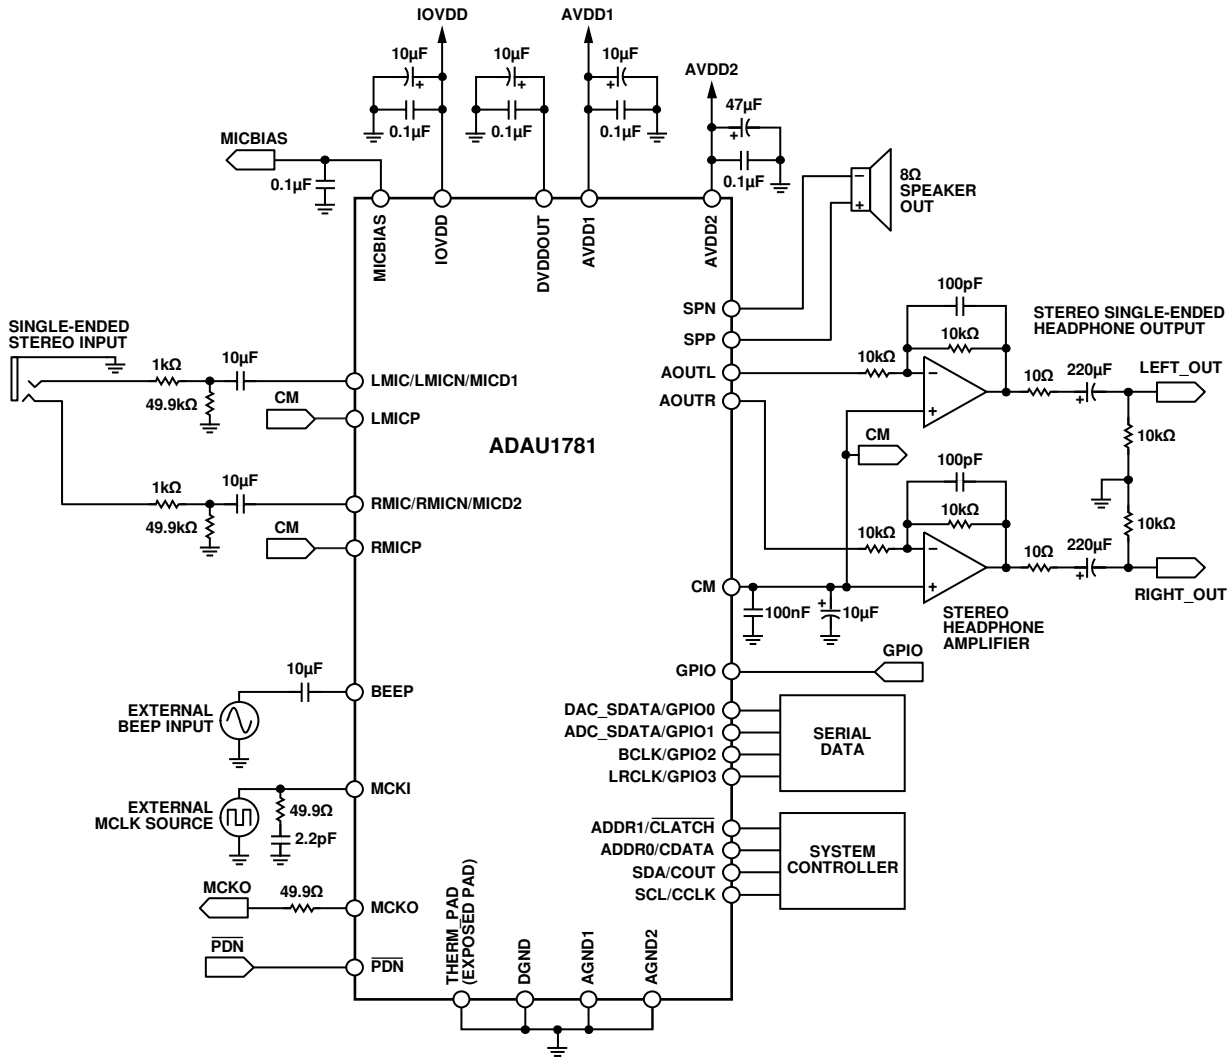 IOVDD
AVDD1
10µF
10µF
10µF
AVDD2
47µF
0.1µF
0.1µF
0.1µF
MICBIAS
0.1µF
0.1µF
8Ω
SPEAKER
OUT
MICBIAS
IOVDD
DVDDOUT
AVDD1
AVDD2
SINGLE-ENDED
STEREO INPUT
1kΩ
10µF
49.9kΩ
CM
LMIC/LMICN/MICD1
LMICP
1kΩ
10µF
49.9kΩ
CM
RMIC/RMICN/MICD2
RMICP
ADAU1781
SPN
SPP
AOUTL
AOUTR
100pF
10kΩ
10kΩ
−
+
STEREO SINGLE-ENDED
HEADPHONE OUTPUT
10Ω
220µF
+
LEFT_OUT
10kΩ
CM
100pF
10kΩ
10kΩ
−
+
10Ω
220µF
+
10kΩ
RIGHT_OUT
CM
100nF
+
10µF
STEREO
HEADPHONE
AMPLIFIER
GPIO
GPIO
10µF
BEEP
EXTERNAL
BEEP INPUT
DAC_SDATA/GPIO0
ADC_SDATA/GPIO1
BCLK/GPIO2
LRCLK/GPIO3
SERIAL
DATA
MCKI
EXTERNAL
MCLK SOURCE
49.9Ω
2.2pF
ADDR1/CLATCH
ADDR0/CDATA
SDA/COUT
SCL/CCLK
SYSTEM
CONTROLLER
MCKO
49.9Ω
MCKO
PDN
PDN
THERM_PAD
(EXPOSED PAD)
DGND
AGND1
AGND2